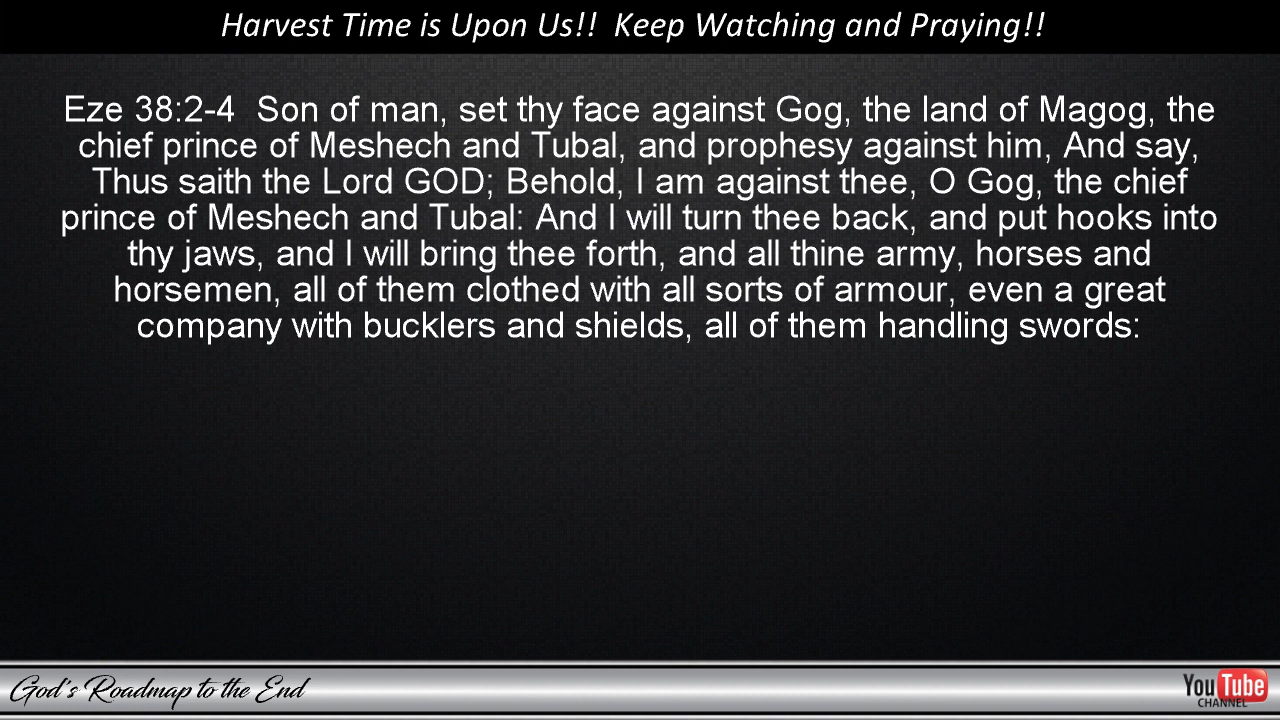 Harvest Time is Upon Us!!  Keep Watching and Praying!!
Eze 38:2-4  Son of man, set thy face against Gog, the land of Magog, the
chief prince of Meshech and Tubal, and prophesy against him, And say,
Thus saith the Lord GOD; Behold, I am against thee, O Gog, the chief
prince of Meshech and Tubal: And I will turn thee back, and put hooks into
thy jaws, and I will bring thee forth, and all thine army, horses and
horsemen, all of them clothed with all sorts of armour, even a great
company with bucklers and shields, all of them handling swords:
God's Roadmap to the End
YouTube
CHANNEL